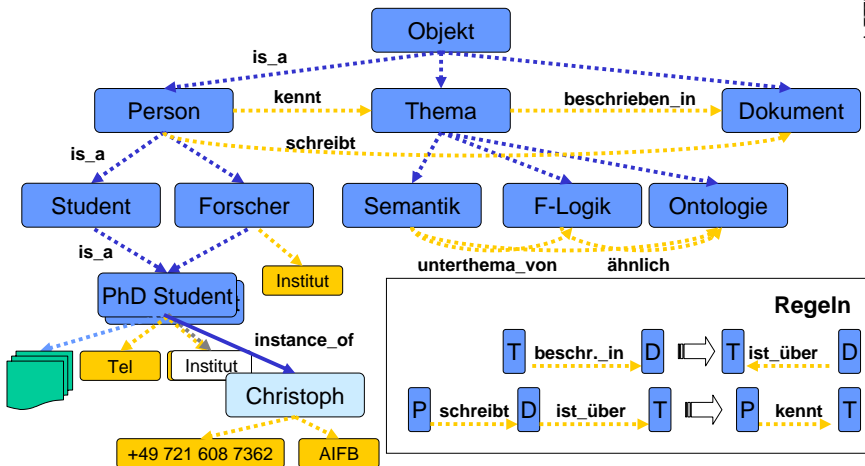 Objekt
is_a
Person
kennt
Thema
beschrieben_in
Dokument
schreibt
is_a
Student
Forscher
Semantik
F-Logik
Ontologie
is_a
unterthema_von
ähnlich
Institut
PhD Student
Regeln
instance_of
T
beschr._in
D
T
ist_über
D
Tel
Institut
Christoph
P
schreibt
D
ist_über
T
P
kennt
T
+49 721 608 7362
AIFB